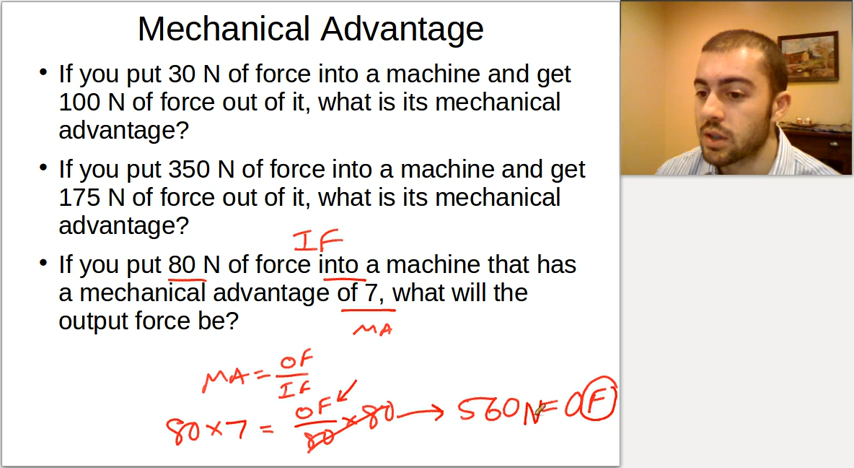 Mechanical Advantage
• If you put 30 N of force into a machine and get
100 N of force out of it, what is its mechanical
advantage?
• If you put 350 N of force into a machine and get
175 N of force out of it, what is its mechanical
advantage?
IF
• If you put 80 N of force into a machine that has
a mechanical advantage of 7, what will the
output force be?
MA
MA = OF/IF
80 × 7 = OF/80 × 80 → 560 N = OF